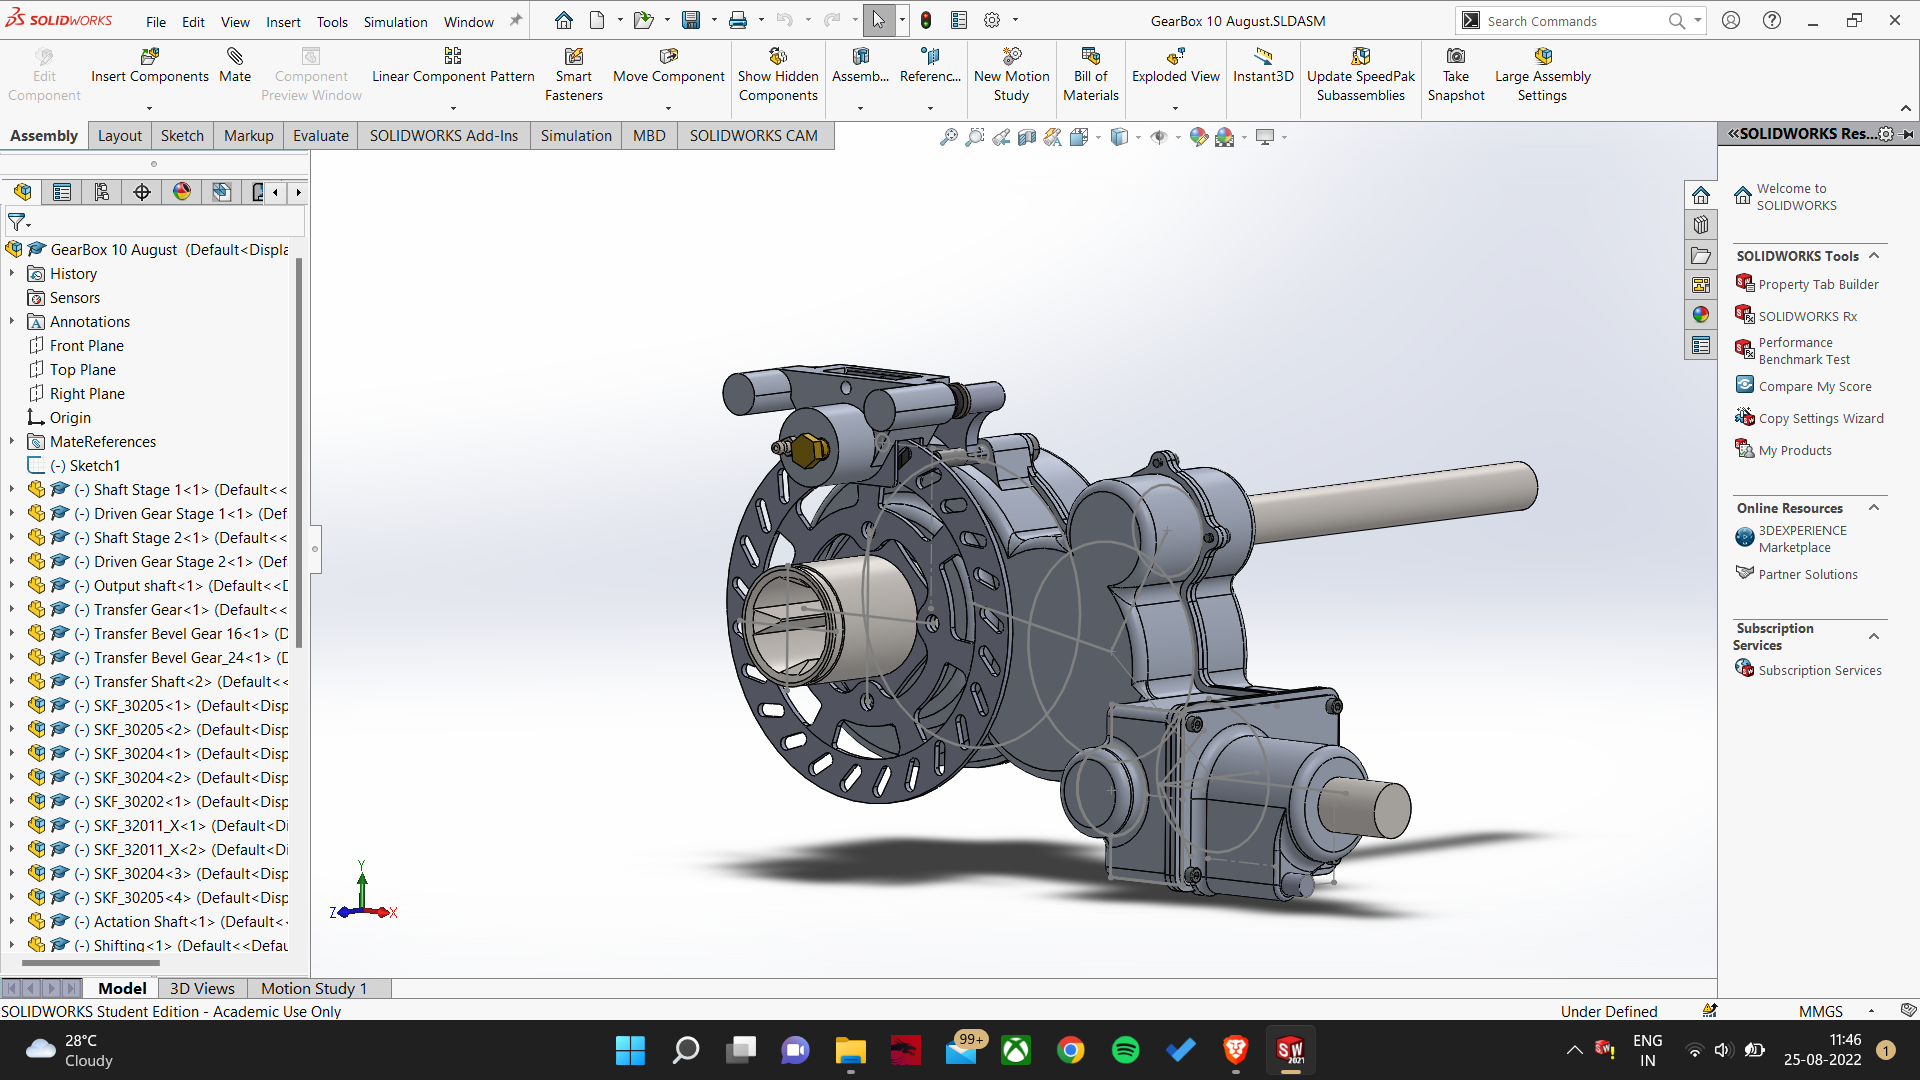 SOLIDWORKS File Edit View Insert Tools Simulation Window GearBox 10 August.SLDASM Search Commands
Edit Component
Insert Components
Mate
Component Preview Window
Linear Component Pattern
Smart Fasteners
Move Component
Show Hidden Components
Assemb...
Referenc...
New Motion Study
Bill of Materials
Exploded View
Instant3D
Update SpeedPak Subassemblies
Take Snapshot
Large Assembly Settings
Assembly Layout Sketch Markup Evaluate SOLIDWORKS Add-Ins Simulation MBD SOLIDWORKS CAM
GearBox 10 August (Default<Displa
History
Sensors
Annotations
Front Plane
Top Plane
Right Plane
Origin
MateReferences
(-) Sketch1
(-) Shaft Stage 1<1> (Default<<
(-) Driven Gear Stage 1<1> (Def
(-) Shaft Stage 2<1> (Default<<
(-) Driven Gear Stage 2<1> (Def
(-) Output shaft<1> (Default<<D
(-) Transfer Gear<1> (Default<<
(-) Transfer Bevel Gear 16<1> (D
(-) Transfer Bevel Gear_24<1> (D
(-) Transfer Shaft<2> (Default<<
(-) SKF_30205<1> (Default<Disp
(-) SKF_30205<2> (Default<Disp
(-) SKF_30204<1> (Default<Disp
(-) SKF_30204<2> (Default<Disp
(-) SKF_30202<1> (Default<Disp
(-) SKF_32011_X<1> (Default<Di
(-) SKF_32011_X<2> (Default<Di
(-) SKF_30204<3> (Default<Disp
(-) SKF_30205<4> (Default<Disp
(-) Actation Shaft<1> (Default<
(-) Shifting<1> (Default<<Defau
Y
Z
X
SOLIDWORKS Res...
Welcome to
SOLIDWORKS
SOLIDWORKS Tools
Property Tab Builder
SOLIDWORKS Rx
Performance
Benchmark Test
Compare My Score
Copy Settings Wizard
My Products
Online Resources
3DEXPERIENCE
Marketplace
Partner Solutions
Subscription
Services
Subscription Services
Model 3D Views Motion Study 1
SOLIDWORKS Student Edition - Academic Use Only
Under Defined
MMGS
28°C
Cloudy
99+
SW
2021
ENG
IN
11:46
25-08-2022
1